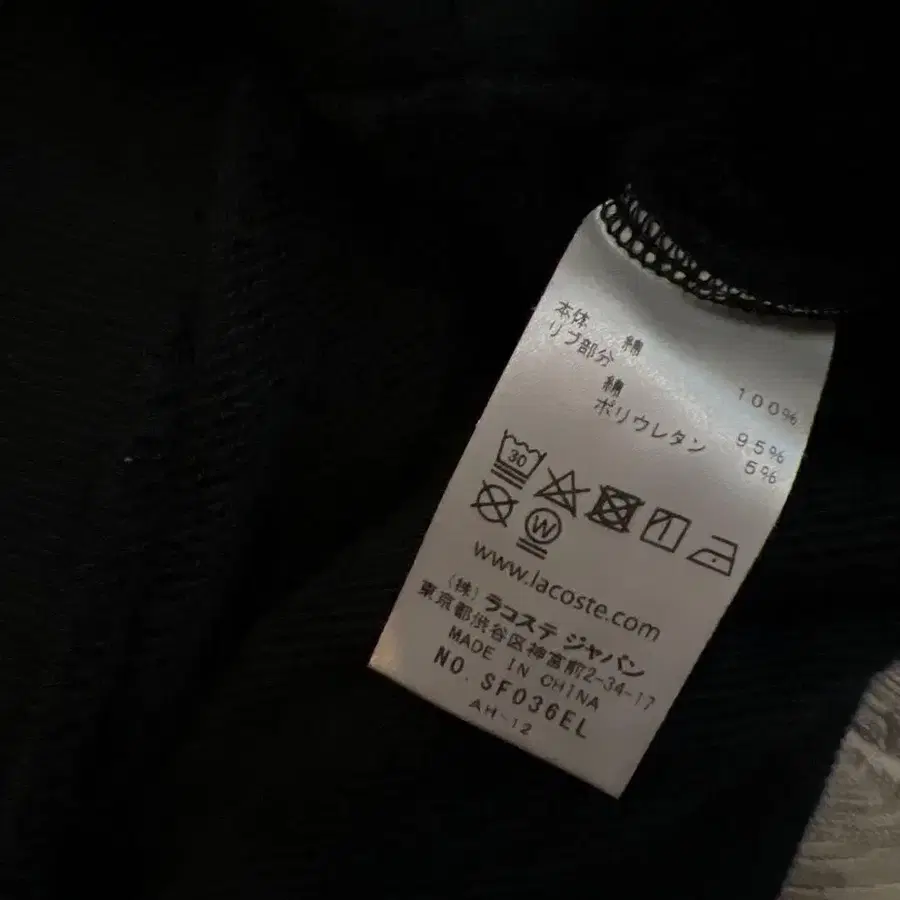 本体 綿 100%
リブ部分
綿 95%
ポリウレタン 5%
30
W
www.lacoste.com
(株) ラコステ ジャパン
東京都渋谷区神宮前2-34-17
MADE IN CHINA
NO. SF036EL
AH-12